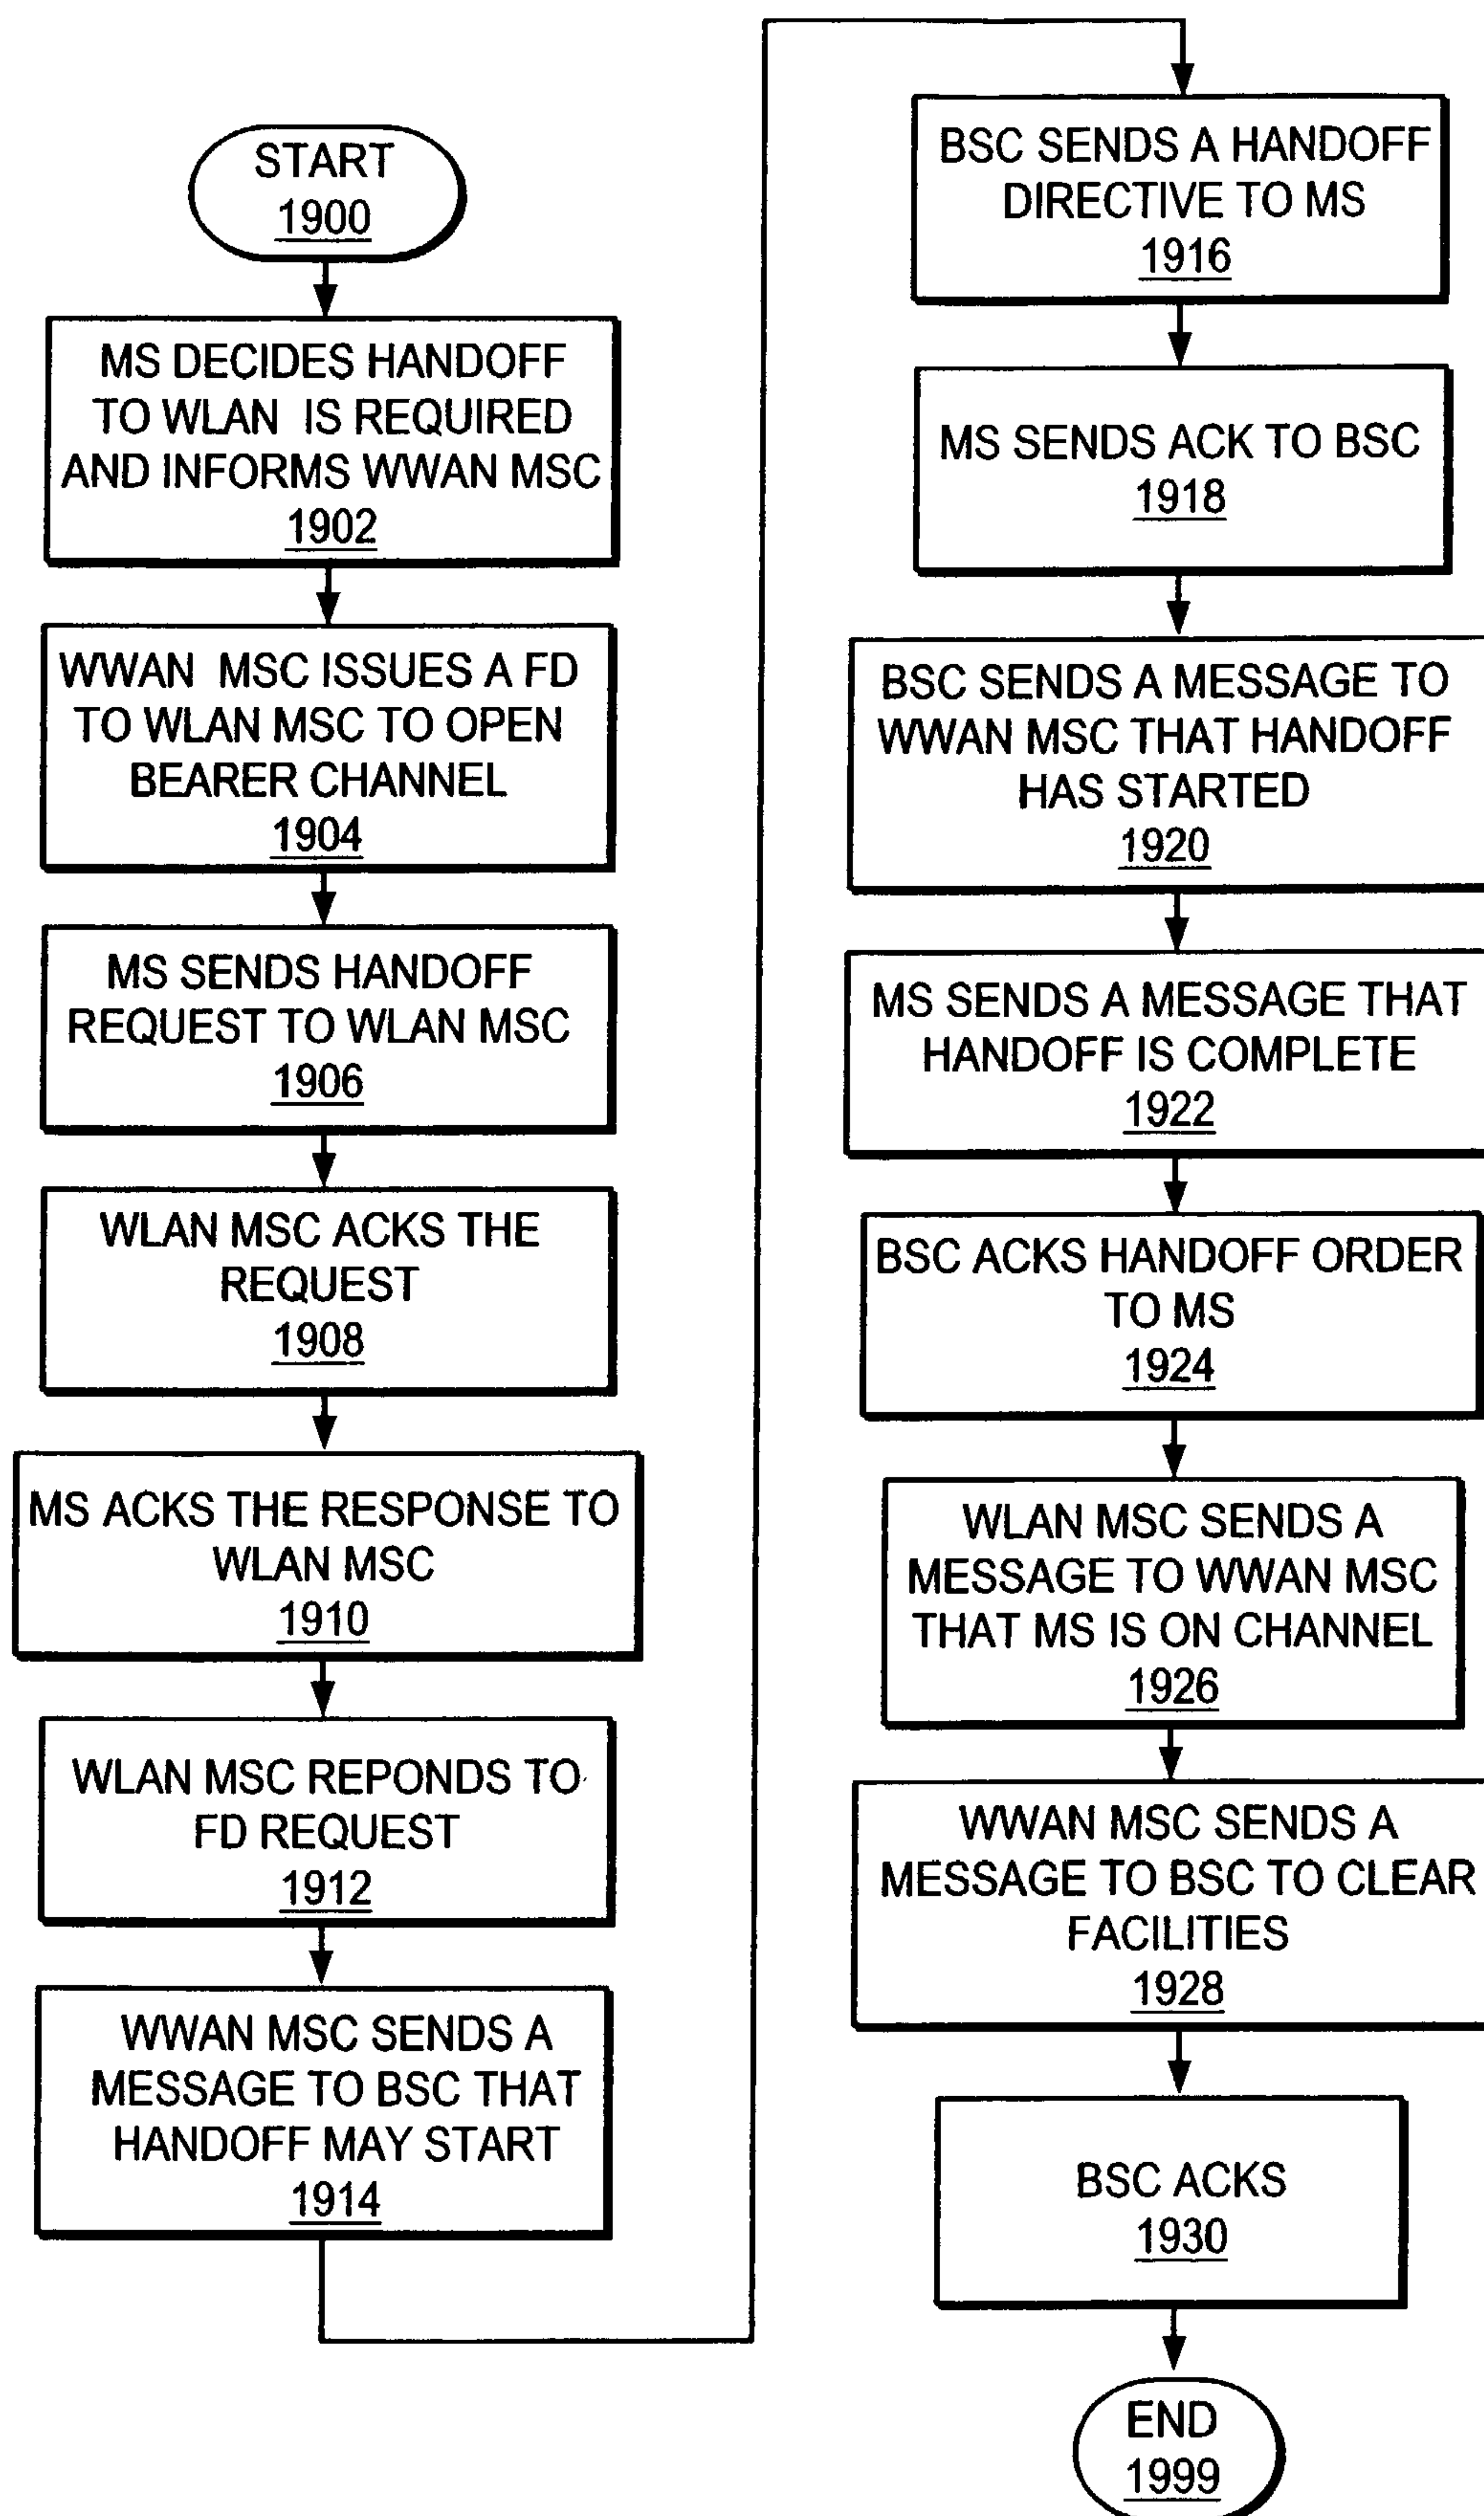 START
1900
MS DECIDES HANDOFF
TO WLAN IS REQUIRED
AND INFORMS WWAN MSC
1902
WWAN MSC ISSUES A FD
TO WLAN MSC TO OPEN
BEARER CHANNEL
1904
MS SENDS HANDOFF
REQUEST TO WLAN MSC
1906
WLAN MSC ACKS THE
REQUEST
1908
MS ACKS THE RESPONSE TO
WLAN MSC
1910
WLAN MSC REPONDS TO
FD REQUEST
1912
WWAN MSC SENDS A
MESSAGE TO BSC THAT
HANDOFF MAY START
1914
BSC SENDS A HANDOFF
DIRECTIVE TO MS
1916
MS SENDS ACK TO BSC
1918
BSC SENDS A MESSAGE TO
WWAN MSC THAT HANDOFF
HAS STARTED
1920
MS SENDS A MESSAGE THAT
HANDOFF IS COMPLETE
1922
BSC ACKS HANDOFF ORDER
TO MS
1924
WLAN MSC SENDS A
MESSAGE TO WWAN MSC
THAT MS IS ON CHANNEL
1926
WWAN MSC SENDS A
MESSAGE TO BSC TO CLEAR
FACILITIES
1928
BSC ACKS
1930
END
1999